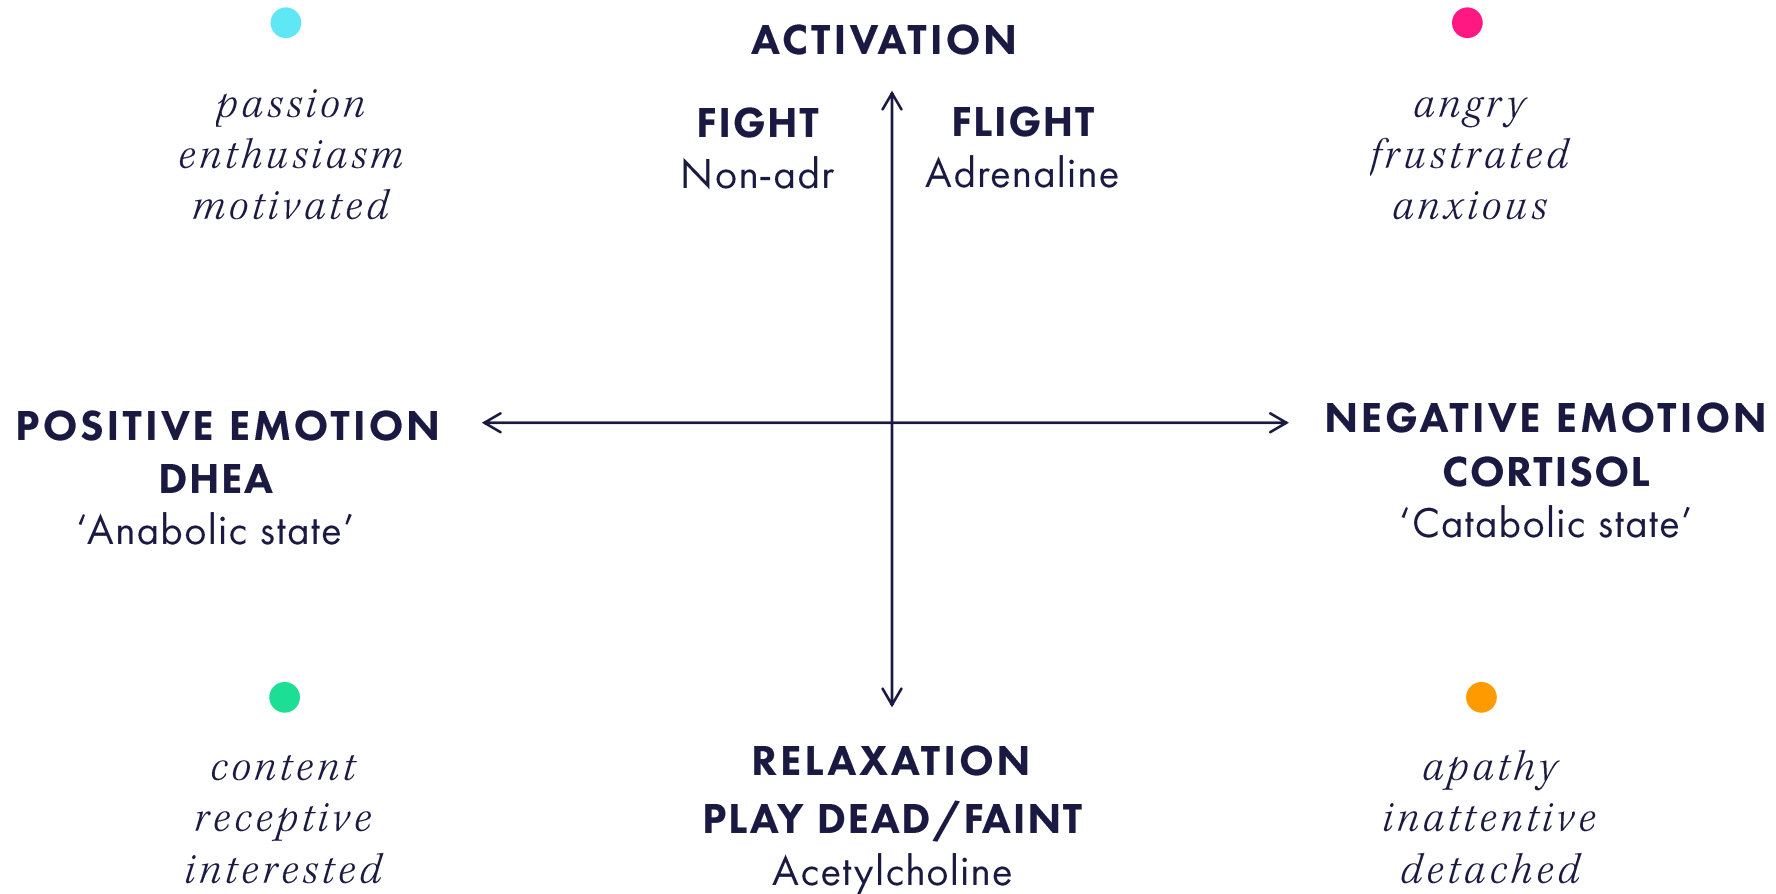 ACTIVATION
FIGHT
Non-adr
FLIGHT
Adrenaline
passion
enthusiasm
motivated
angry
frustrated
anxious
POSITIVE EMOTION
DHEA
‘Anabolic state’
NEGATIVE EMOTION
CORTISOL
‘Catabolic state’
content
receptive
interested
RELAXATION
PLAY DEAD/FAINT
Acetylcholine
apathy
inattentive
detached